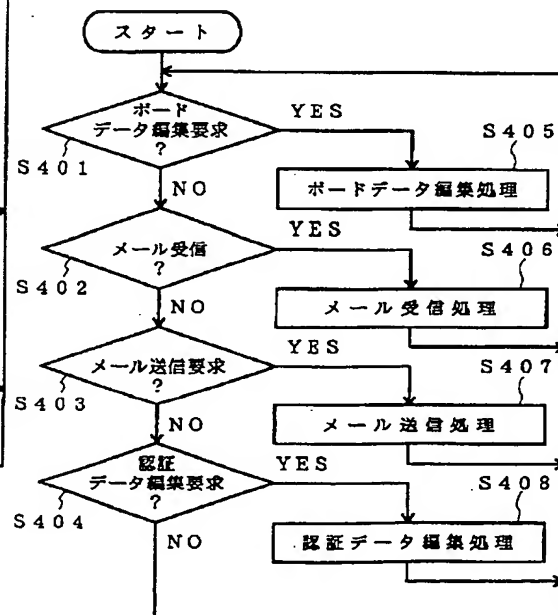 スタート
ボード
データ編集要求
?
YES
S405
S401
NO
ボードデータ編集処理
メール受信
?
YES
S406
S402
NO
メール受信処理
メール送信要求
?
YES
S407
S403
NO
メール送信処理
認証
データ編集要求
?
YES
S408
S404
NO
認証データ編集処理